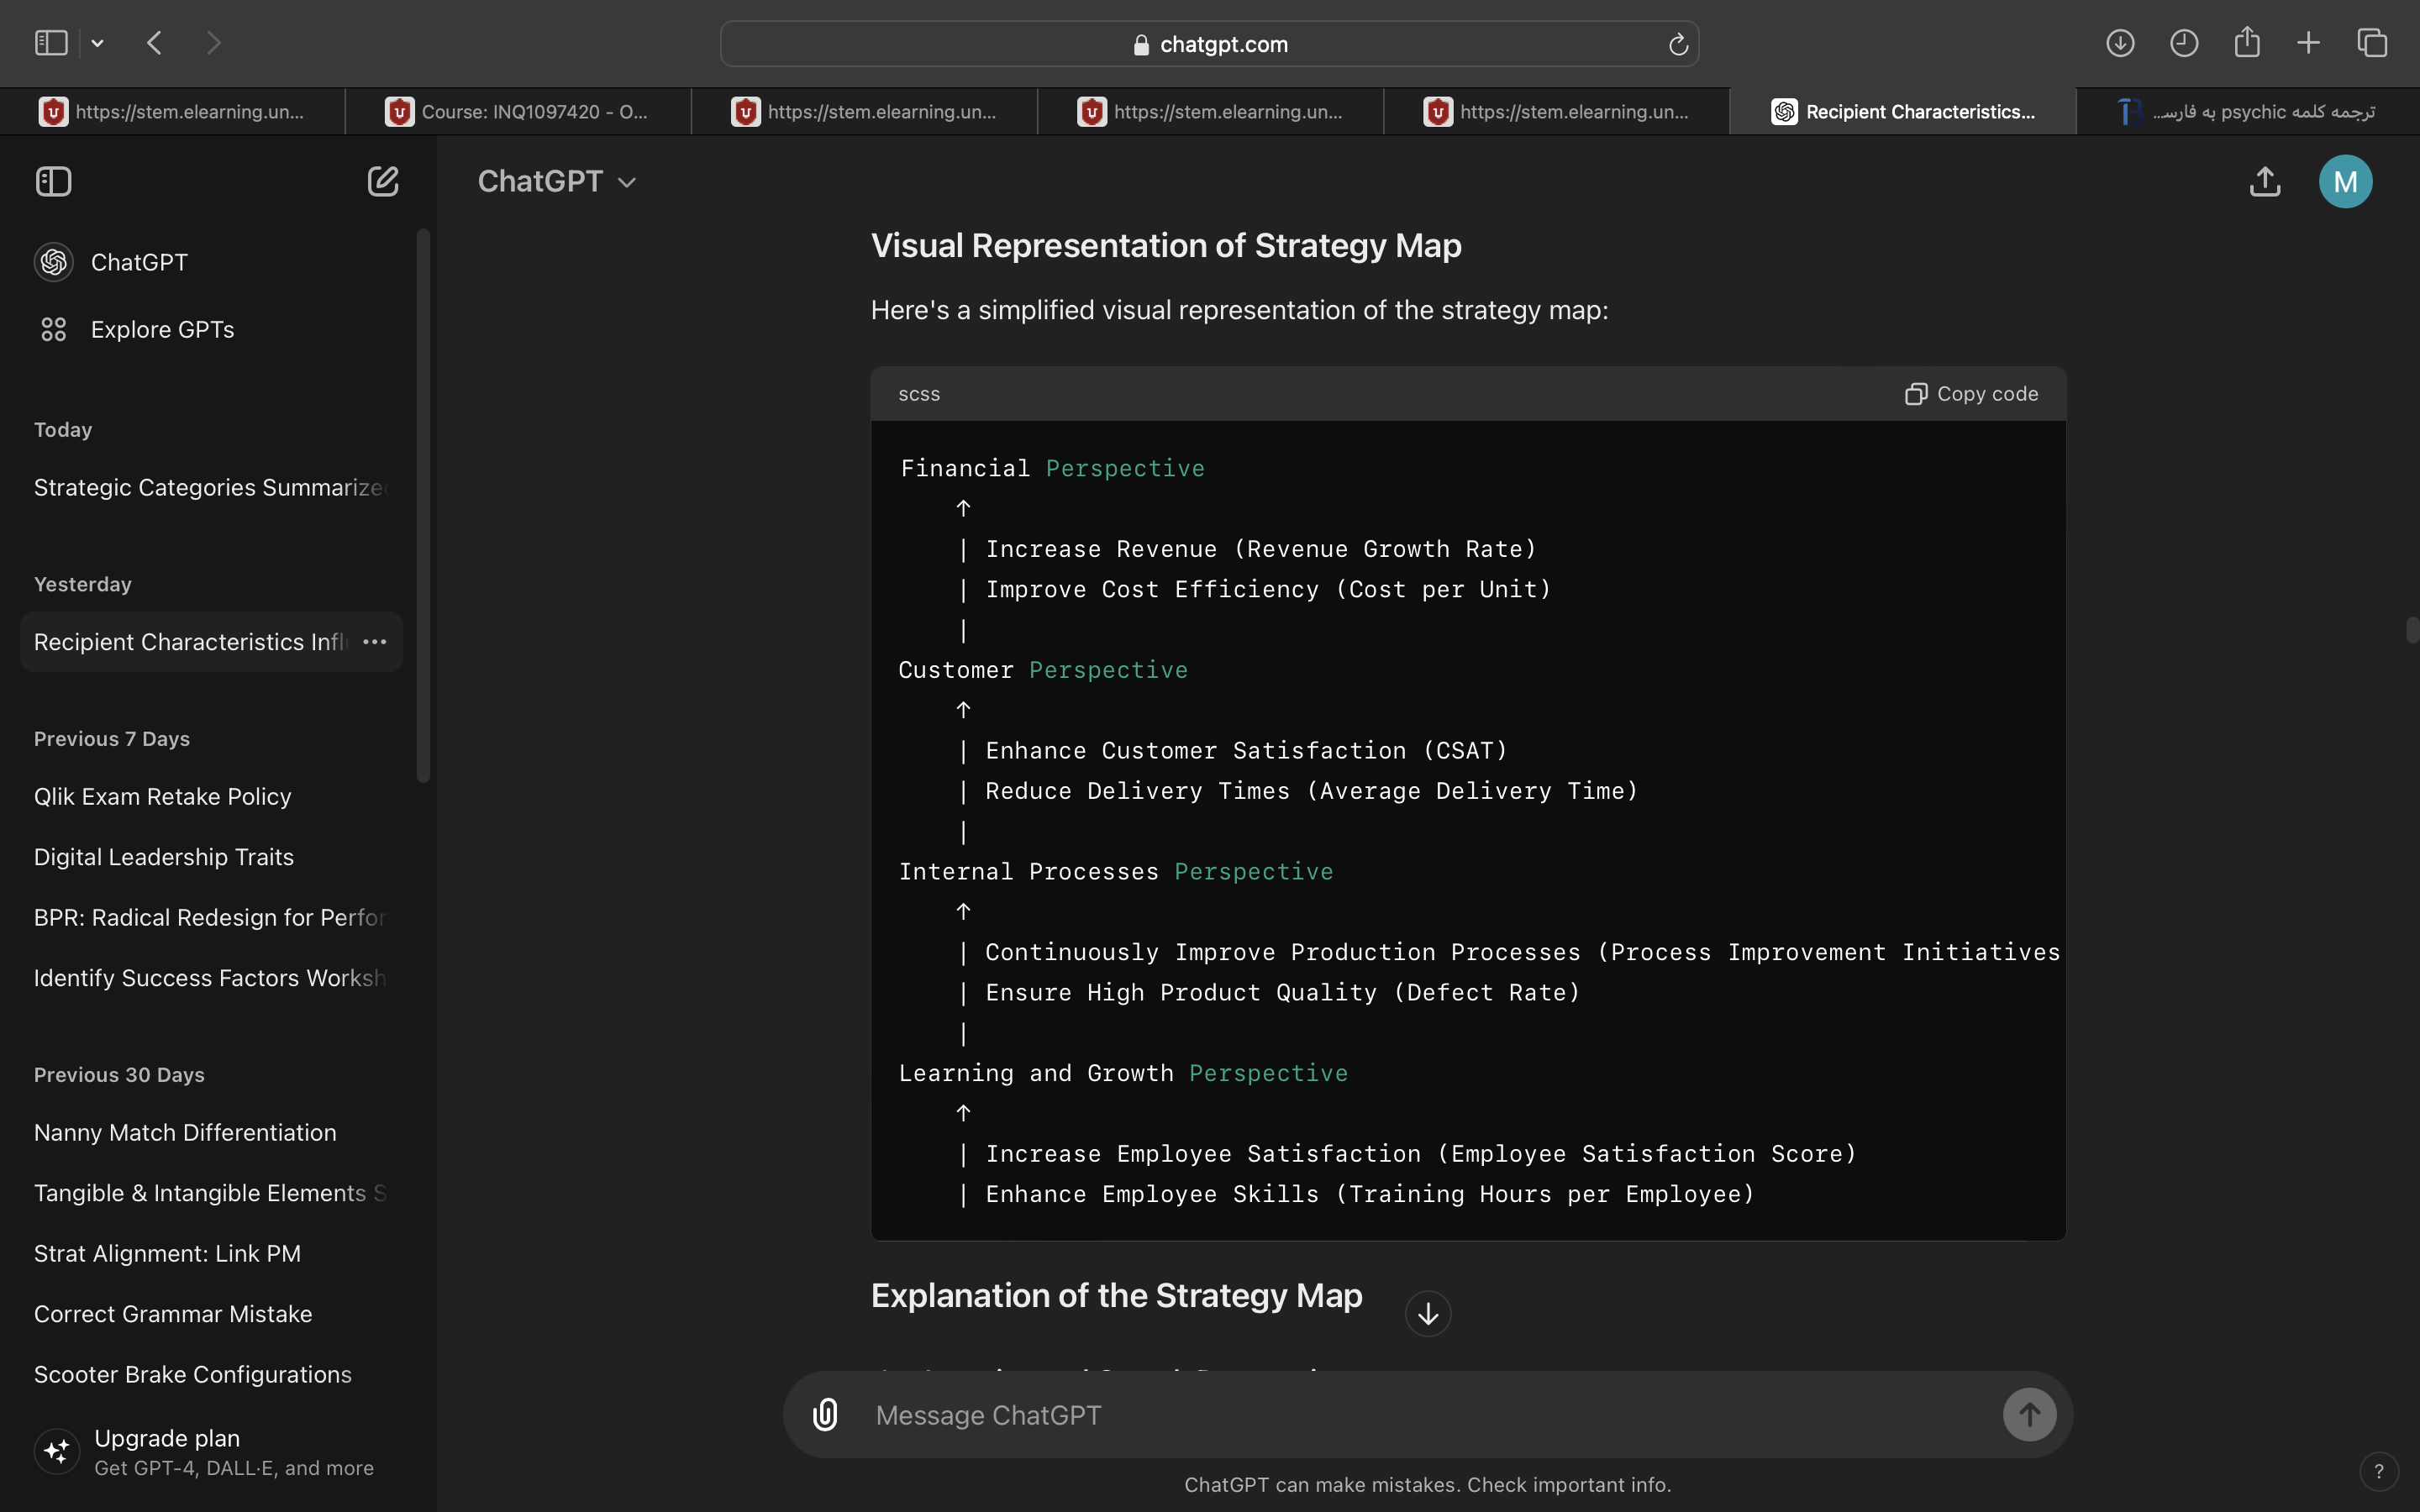 chatgpt.com
https://stem.elearning.un...
Course: INQ1097420 - O...
https://stem.elearning.un...
https://stem.elearning.un...
https://stem.elearning.un...
Recipient Characteristics...
ترجمه کلمه psychic به فارس...
ChatGPT
M
ChatGPT
Explore GPTs
Today
Strategic Categories Summarized
Yesterday
Recipient Characteristics Infl
Previous 7 Days
Qlik Exam Retake Policy
Digital Leadership Traits
BPR: Radical Redesign for Perfor
Identify Success Factors Worksh
Previous 30 Days
Nanny Match Differentiation
Tangible & Intangible Elements S
Strat Alignment: Link PM
Correct Grammar Mistake
Scooter Brake Configurations
Upgrade plan
Get GPT-4, DALL·E, and more
Visual Representation of Strategy Map
Here's a simplified visual representation of the strategy map:
scss
Copy code
Financial Perspective
↑
| Increase Revenue (Revenue Growth Rate)
| Improve Cost Efficiency (Cost per Unit)
|
Customer Perspective
↑
| Enhance Customer Satisfaction (CSAT)
| Reduce Delivery Times (Average Delivery Time)
|
Internal Processes Perspective
↑
| Continuously Improve Production Processes (Process Improvement Initiatives
| Ensure High Product Quality (Defect Rate)
|
Learning and Growth Perspective
↑
| Increase Employee Satisfaction (Employee Satisfaction Score)
| Enhance Employee Skills (Training Hours per Employee)
Explanation of the Strategy Map
Message ChatGPT
ChatGPT can make mistakes. Check important info.
?